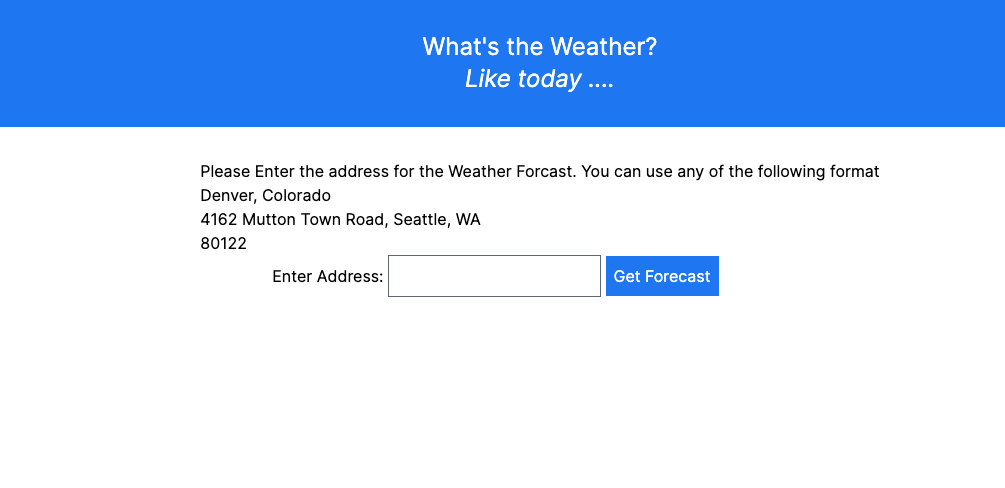 What's the Weather?
Like today ....
Please Enter the address for the Weather Forcast. You can use any of the following format
Denver, Colorado
4162 Mutton Town Road, Seattle, WA
80122
Enter Address: Get Forecast